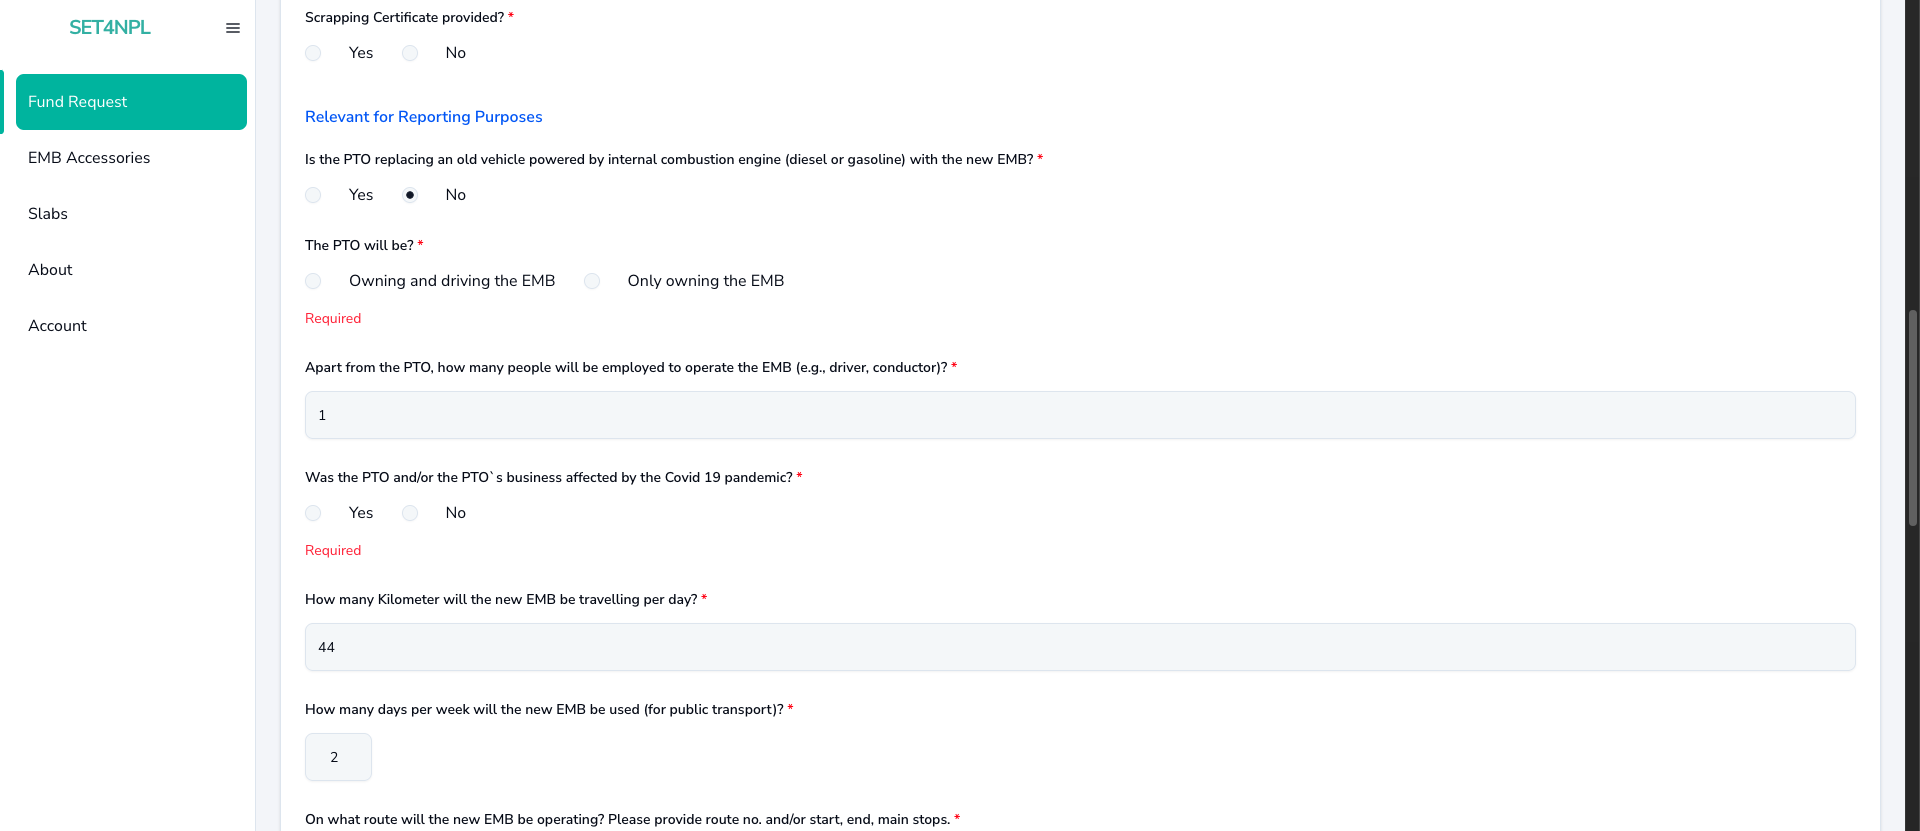 SET4NPL
Fund Request
EMB Accessories
Slabs
About
Account
Scrapping Certificate provided? *
Yes No
Relevant for Reporting Purposes
Is the PTO replacing an old vehicle powered by internal combustion engine (diesel or gasoline) with the new EMB? *
Yes No
The PTO will be? *
Owning and driving the EMB Only owning the EMB
Required
Apart from the PTO, how many people will be employed to operate the EMB (e.g., driver, conductor)? *
1
Was the PTO and/or the PTO`s business affected by the Covid 19 pandemic? *
Yes No
Required
How many Kilometer will the new EMB be travelling per day? *
44
How many days per week will the new EMB be used (for public transport)? *
2
On what route will the new EMB be operating? Please provide route no. and/or start, end, main stops. *